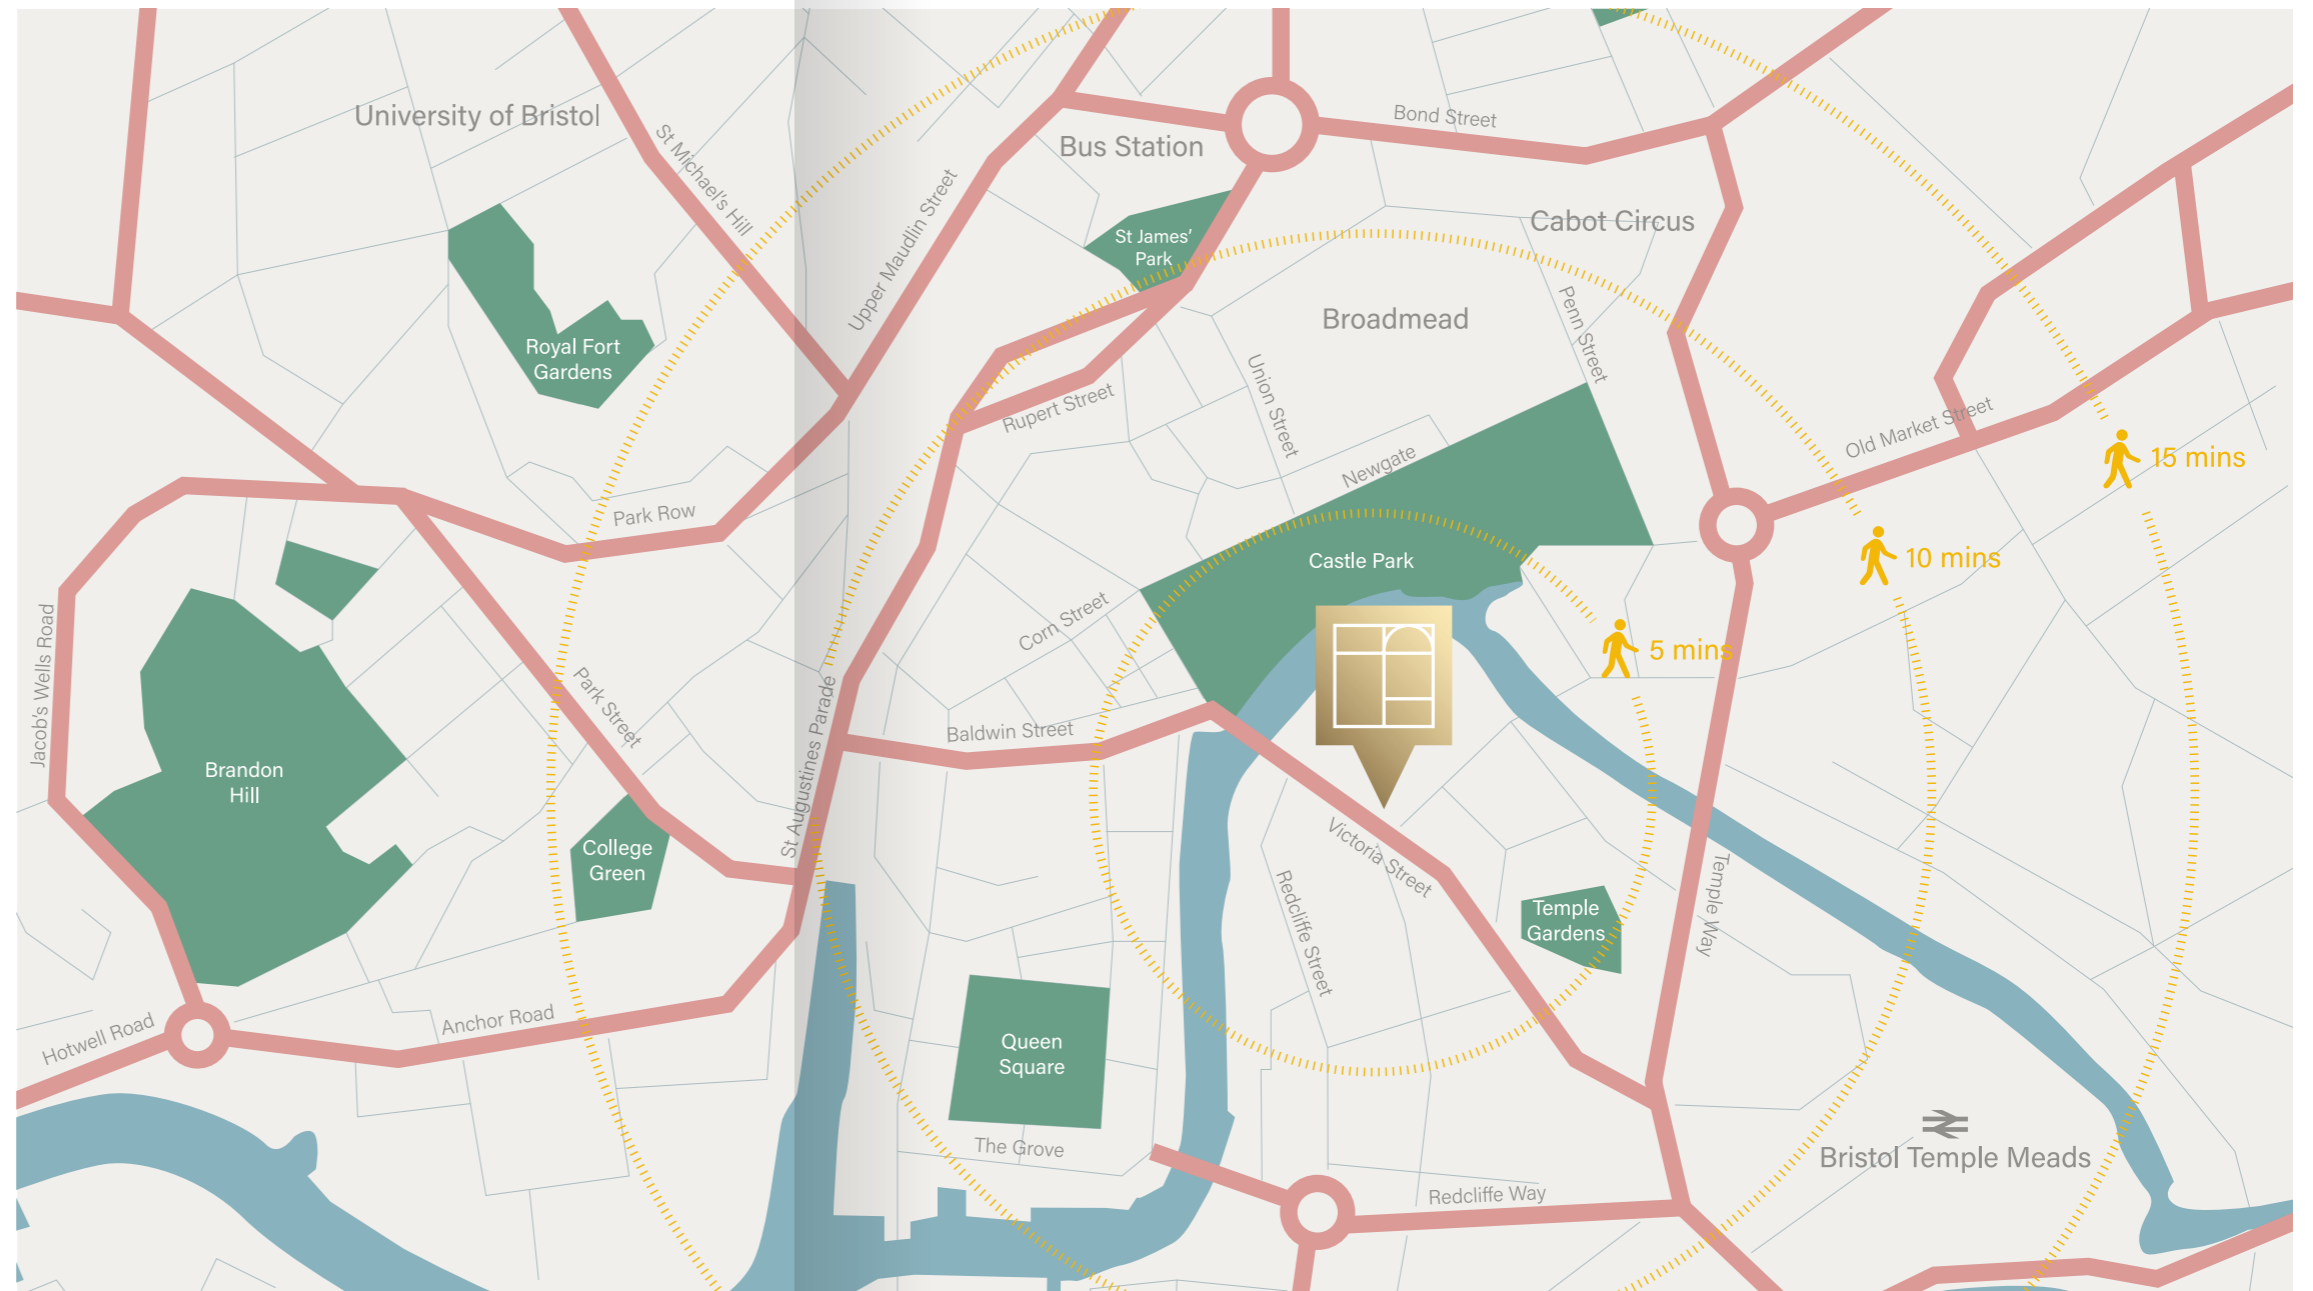 University of Bristol
St Michael's Hill
Bus Station
Bond Street
Upper Maudlin Street
St James'
Park
Cabot Circus
Broadmead
Penn Street
Royal Fort
Gardens
Union Street
Rupert Street
Newgate
Old Market Street
15 mins
Park Row
10 mins
Castle Park
Corn Street
5 mins
Jacob's Wells Road
Park Street
St Augustines Parade
Baldwin Street
Brandon
Hill
College
Green
Victoria Street
Redcliffe Street
Temple
Gardens
Temple Way
Hotwell Road
Anchor Road
Queen
Square
The Grove
Bristol Temple Meads
Redcliffe Way